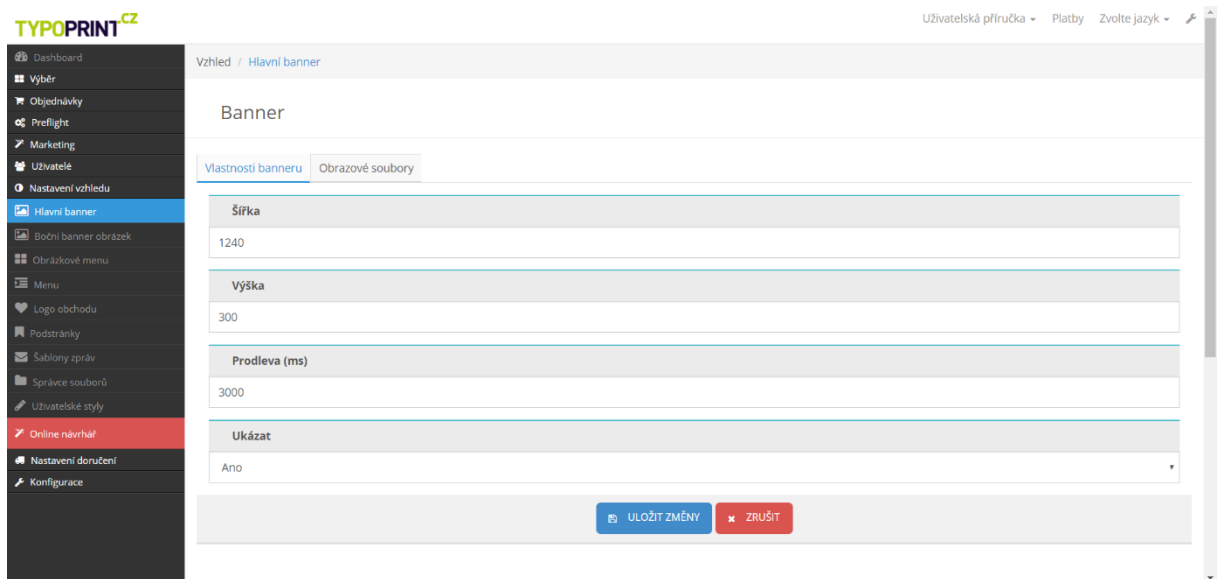 TYPOPRINT.CZ
Uživatelská příručka Platby Zvolte jazyk
Dashboard
Výběr
Objednávky
Preflight
Marketing
Uživatelé
Nastavení vzhledu
Hlavní banner
Boční banner obrázek
Obrázkové menu
Menu
Logo obchodu
Podstránky
Šablony zpráv
Správce souborů
Uživatelské styly
Online návrhář
Nastavení doručení
Konfigurace
Vzhled / Hlavní banner
Banner
Vlastnosti banneru Obrazové soubory
Šířka
1240
Výška
300
Prodleva (ms)
3000
Ukázat
Ano
ULOŽIT ZMĚNY ZRUŠIT